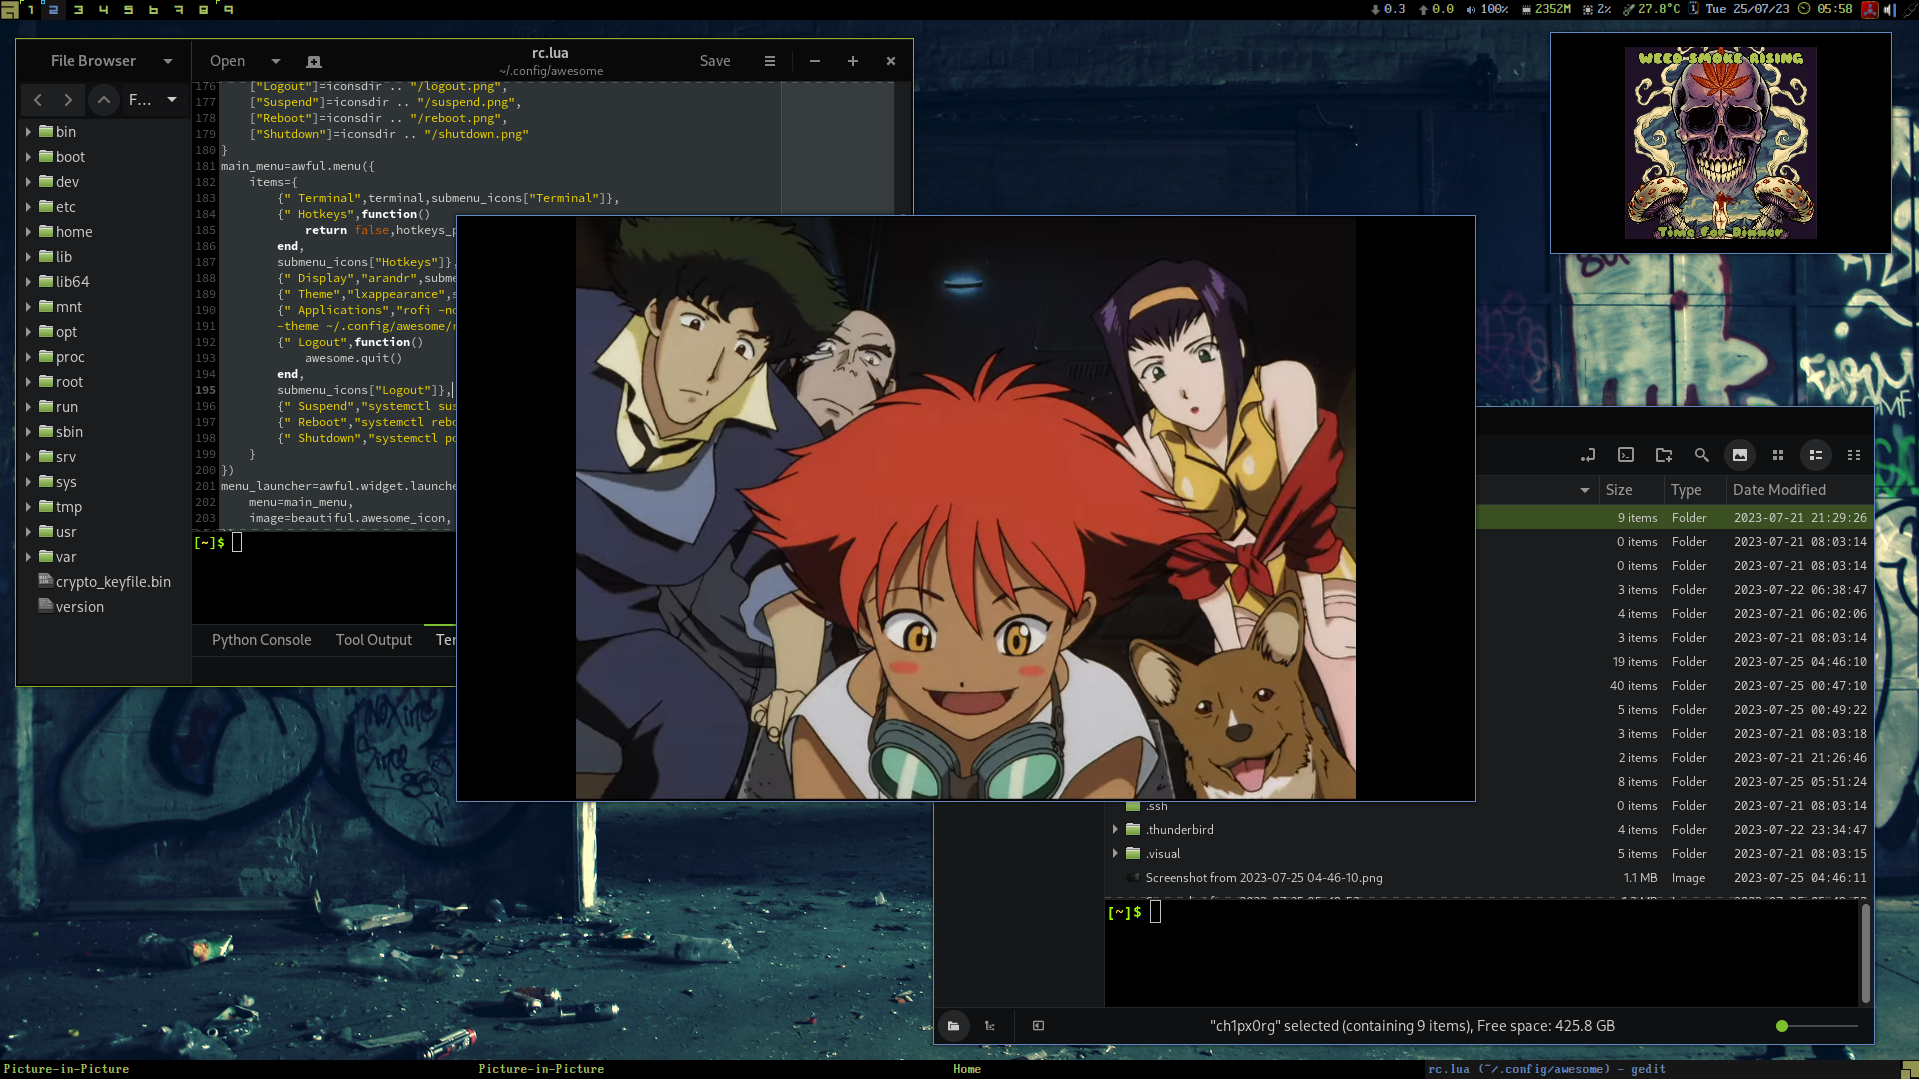 1 2 3 4 5 6 7 8 9
0.3 0.0 100% 2352M 2% 27.8°C Tue 25/07/23 05:58
File Browser
Open
rc.lua
~/.config/awesome
Save
F...
bin
boot
dev
etc
home
lib
lib64
mnt
opt
proc
root
run
sbin
srv
sys
tmp
usr
var
crypto_keyfile.bin
version
176 ["Logout"]=iconsdir .. "/logout.png",
177 ["Suspend"]=iconsdir .. "/suspend.png",
178 ["Reboot"]=iconsdir .. "/reboot.png",
179 ["Shutdown"]=iconsdir .. "/shutdown.png"
180 }
181 main_menu=awful.menu({
182 items={
183 {" Terminal",terminal,submenu_icons["Terminal"]},
184 {" Hotkeys",function()
185 return false,hotkeys_p
186 end,
187 submenu_icons["Hotkeys"]},
188 {" Display","arandr",subme
189 {" Theme","lxappearance",s
190 {" Applications","rofi -no
191 -theme ~/.config/awesome/r
192 {" Logout",function()
193 awesome.quit()
194 end,
195 submenu_icons["Logout"]},
196 {" Suspend","systemctl sus
197 {" Reboot","systemctl rebo
198 {" Shutdown","systemctl po
199 }
200 })
201 menu_launcher=awful.widget.launche
202 menu=main_menu,
203 image=beautiful.awesome_icon,
[~]$
Python Console Tool Output Ter
WEED SMOKE RISING
Time For Dinner
Size Type Date Modified
9 items Folder 2023-07-21 21:29:26
0 items Folder 2023-07-21 08:03:14
0 items Folder 2023-07-21 08:03:14
3 items Folder 2023-07-22 06:38:47
4 items Folder 2023-07-21 06:02:06
3 items Folder 2023-07-21 08:03:14
19 items Folder 2023-07-25 04:46:10
40 items Folder 2023-07-25 00:47:10
5 items Folder 2023-07-25 00:49:22
3 items Folder 2023-07-21 08:03:18
2 items Folder 2023-07-21 21:26:46
8 items Folder 2023-07-25 05:51:24
.ssh 0 items Folder 2023-07-21 08:03:14
.thunderbird 4 items Folder 2023-07-22 23:34:47
.visual 5 items Folder 2023-07-21 08:03:15
Screenshot from 2023-07-25 04-46-10.png 1.1 MB Image 2023-07-25 04:46:11
[~]$
"ch1px0rg" selected (containing 9 items), Free space: 425.8 GB
Picture-in-Picture
Picture-in-Picture
Home
rc.lua (~/.config/awesome) - gedit